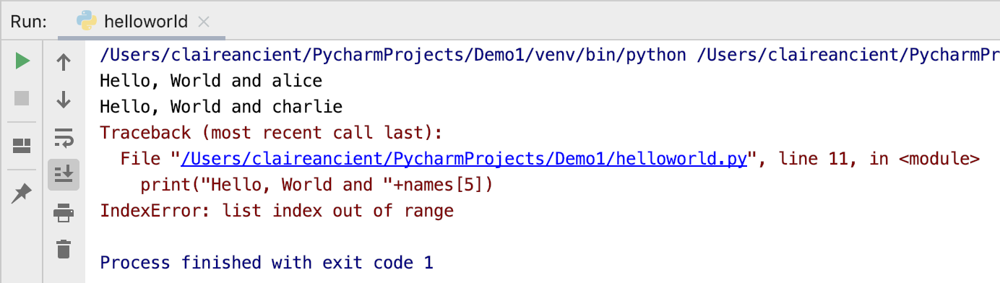 Run: helloworld
/Users/claireancient/PycharmProjects/Demo1/venv/bin/python /Users/claireancient/PycharmPr
Hello, World and alice
Hello, World and charlie
Traceback (most recent call last):
  File "/Users/claireancient/PycharmProjects/Demo1/helloworld.py", line 11, in <module>
    print("Hello, World and "+names[5])
IndexError: list index out of range
Process finished with exit code 1